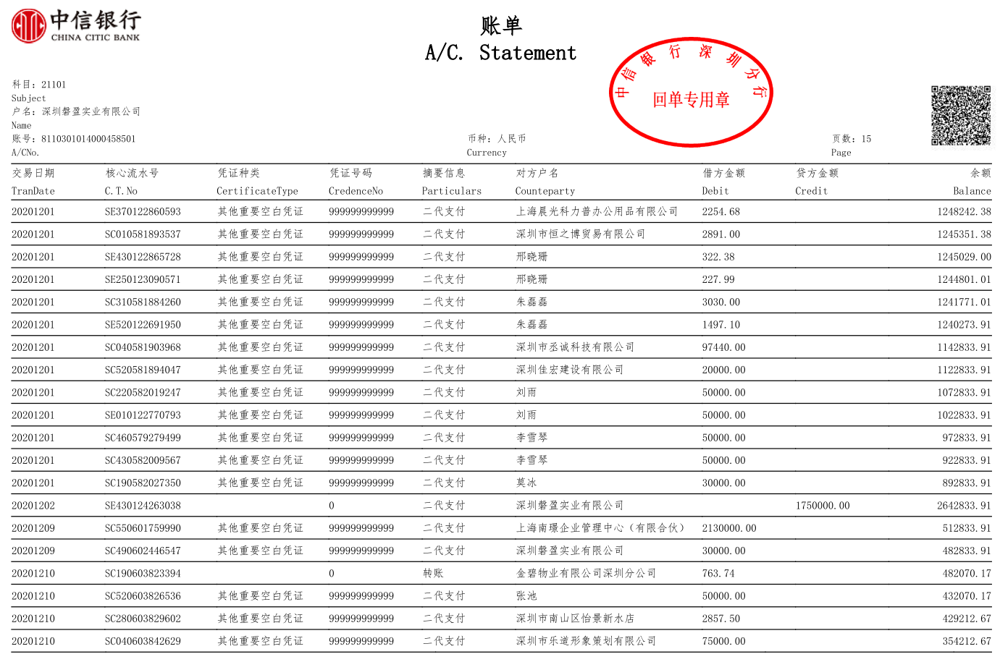 中信银行
CHINA CITIC BANK
账单
A/C. Statement
中信银行深圳分行
回单专用章
科目：21101
Subject
户名：深圳磐盈实业有限公司
Name
账号：8110301014000458501 币种：人民币 页数：15
A/CNo. Currency Page
交易日期 核心流水号 凭证种类 凭证号码 摘要信息 对方户名 借方金额 贷方金额 余额
TranDate C.T.No CertificateType CredenceNo Particulars Counteparty Debit Credit Balance
20201201 SE370122860593 其他重要空白凭证 999999999999 二代支付 上海晨光科力普办公用品有限公司 2254.68 1248242.38
20201201 SC010581893537 其他重要空白凭证 999999999999 二代支付 深圳市恒之博贸易有限公司 2891.00 1245351.38
20201201 SE430122865728 其他重要空白凭证 999999999999 二代支付 邢晓珊 322.38 1245029.00
20201201 SE250123090571 其他重要空白凭证 999999999999 二代支付 邢晓珊 227.99 1244801.01
20201201 SC310581884260 其他重要空白凭证 999999999999 二代支付 朱磊磊 3030.00 1241771.01
20201201 SE520122691950 其他重要空白凭证 999999999999 二代支付 朱磊磊 1497.10 1240273.91
20201201 SC040581903968 其他重要空白凭证 999999999999 二代支付 深圳市丞诚科技有限公司 97440.00 1142833.91
20201201 SC520581894047 其他重要空白凭证 999999999999 二代支付 深圳佳宏建设有限公司 20000.00 1122833.91
20201201 SC220582019247 其他重要空白凭证 999999999999 二代支付 刘雨 50000.00 1072833.91
20201201 SE010122770793 其他重要空白凭证 999999999999 二代支付 刘雨 50000.00 1022833.91
20201201 SC460579279499 其他重要空白凭证 999999999999 二代支付 李雪琴 50000.00 972833.91
20201201 SC430582009567 其他重要空白凭证 999999999999 二代支付 李雪琴 50000.00 922833.91
20201201 SC190582027350 其他重要空白凭证 999999999999 二代支付 莫冰 30000.00 892833.91
20201202 SE430124263038 0 二代支付 深圳磐盈实业有限公司 1750000.00 2642833.91
20201209 SC550601759990 其他重要空白凭证 999999999999 二代支付 上海南璟企业管理中心（有限合伙） 2130000.00 512833.91
20201209 SC490602446547 其他重要空白凭证 999999999999 二代支付 深圳磐盈实业有限公司 30000.00 482833.91
20201210 SC190603823394 0 转账 金碧物业有限公司深圳分公司 763.74 482070.17
20201210 SC520603826536 其他重要空白凭证 999999999999 二代支付 张池 50000.00 432070.17
20201210 SC280603829602 其他重要空白凭证 999999999999 二代支付 深圳市南山区怡景新水店 2857.50 429212.67
20201210 SC040603842629 其他重要空白凭证 999999999999 二代支付 深圳市乐道形象策划有限公司 75000.00 354212.67